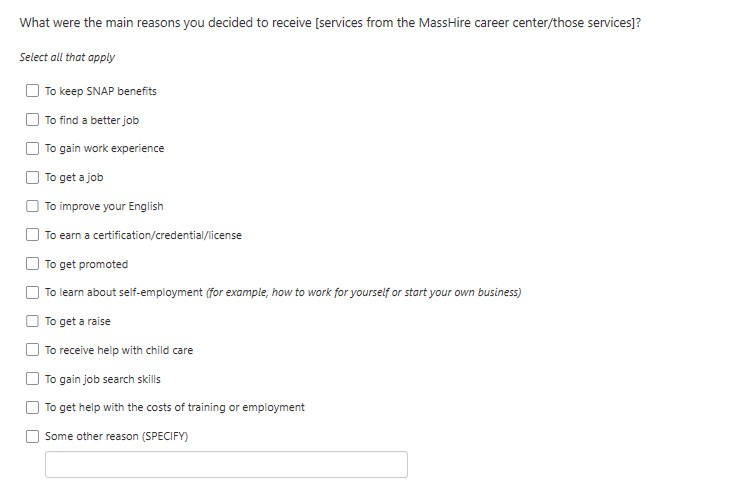 What were the main reasons you decided to receive [services from the MassHire career center/those services]?
Select all that apply
To keep SNAP benefits
To find a better job
To gain work experience
To get a job
To improve your English
To earn a certification/credential/license
To get promoted
To learn about self-employment (for example, how to work for yourself or start your own business)
To get a raise
To receive help with child care
To gain job search skills
To get help with the costs of training or employment
Some other reason (SPECIFY)